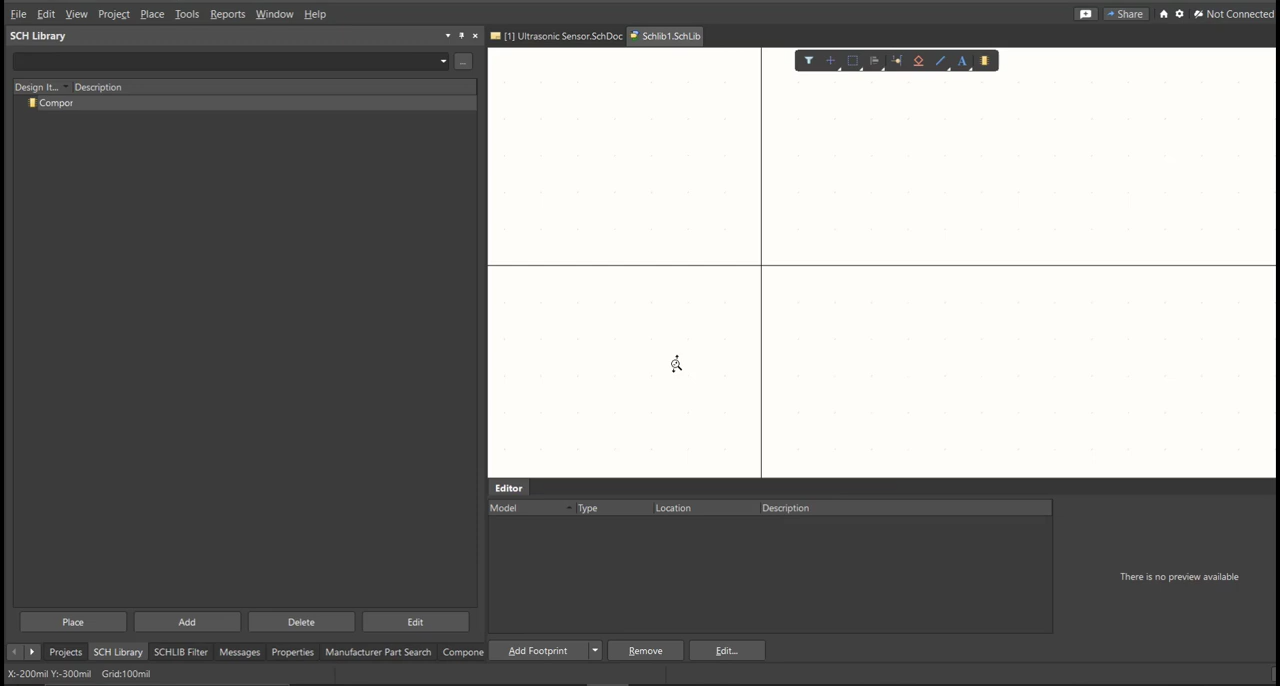 File Edit View Project Place Tools Reports Window Help Share Not Connected
SCH Library
[1] Ultrasonic Sensor.SchDoc Schlib1.SchLib
...
A
Design It... Description
Compor
Editor
Model Type Location Description
There is no preview available
Place Add Delete Edit
Add Footprint Remove Edit...
Projects SCH Library SCHLIB Filter Messages Properties Manufacturer Part Search Compone
X:-200mil Y:-300mil Grid:100mil